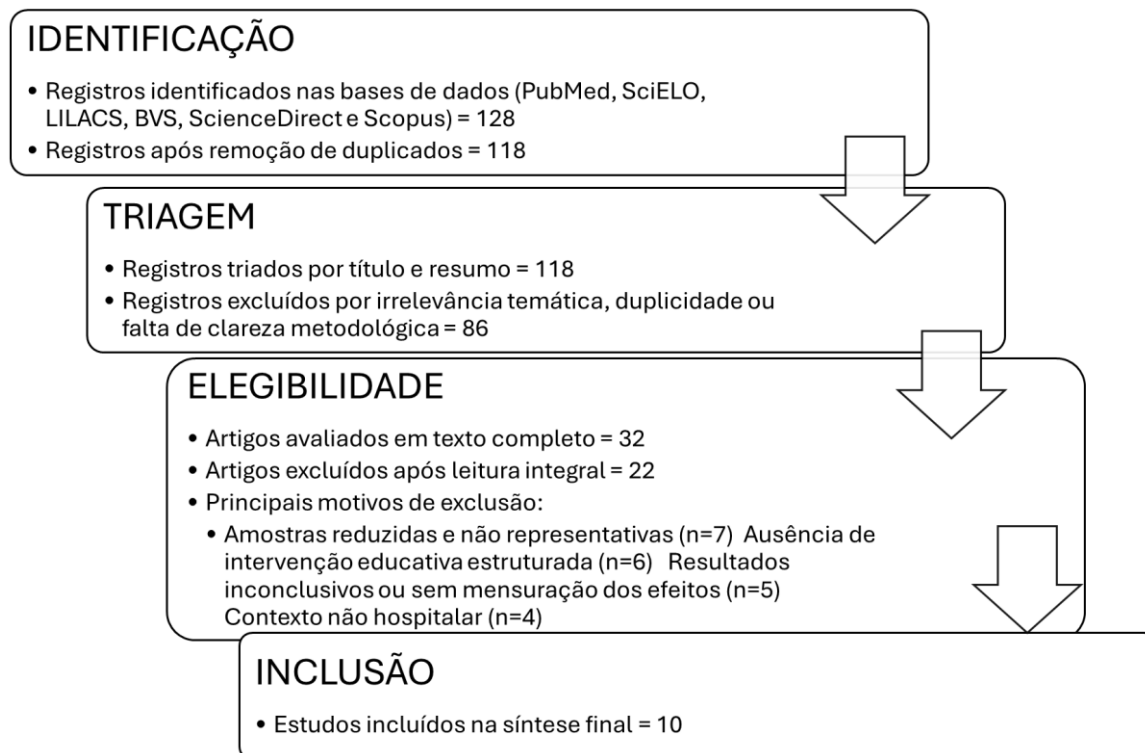 IDENTIFICAÇÃO
• Registros identificados nas bases de dados (PubMed, SciELO,
LILACS, BVS, ScienceDirect e Scopus) = 128
• Registros após remoção de duplicados = 118
TRIAGEM
• Registros triados por título e resumo = 118
• Registros excluídos por irrelevância temática, duplicidade ou
falta de clareza metodológica = 86
ELEGIBILIDADE
• Artigos avaliados em texto completo = 32
• Artigos excluídos após leitura integral = 22
• Principais motivos de exclusão:
• Amostras reduzidas e não representativas (n=7) Ausência de
intervenção educativa estruturada (n=6) Resultados
inconclusivos ou sem mensuração dos efeitos (n=5)
Contexto não hospitalar (n=4)
INCLUSÃO
• Estudos incluídos na síntese final = 10